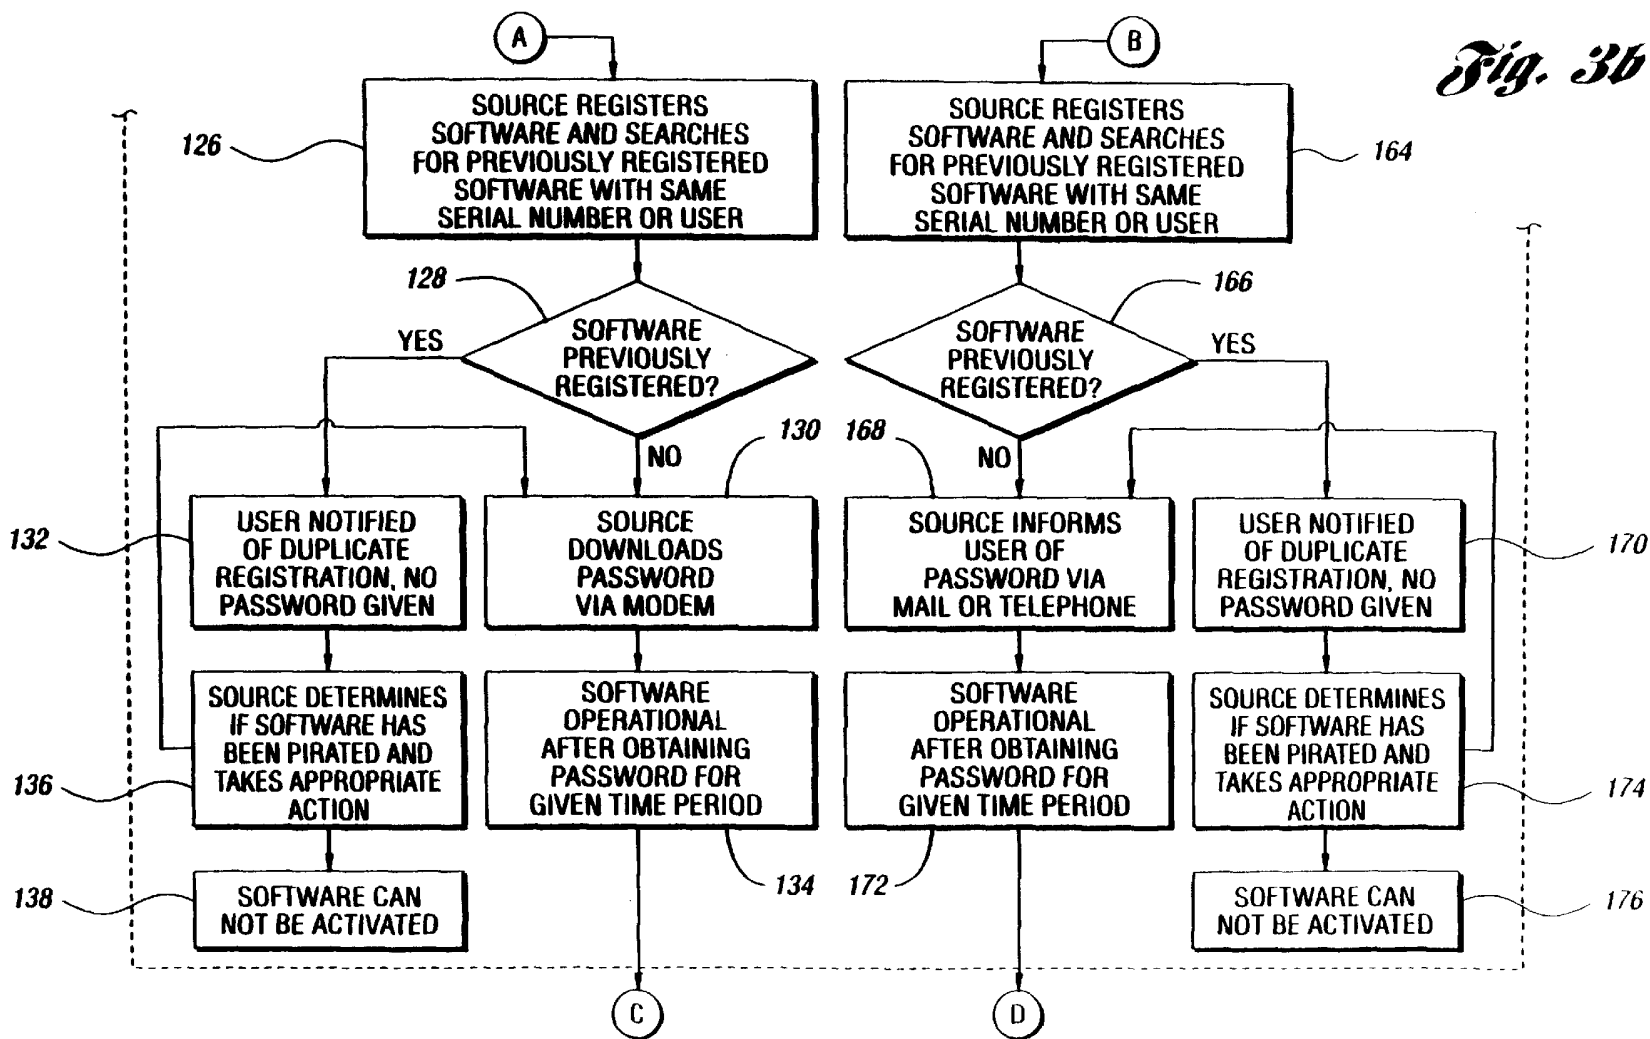 A
B
Fig. 3b
SOURCE REGISTERS
SOFTWARE AND SEARCHES
FOR PREVIOUSLY REGISTERED
SOFTWARE WITH SAME
SERIAL NUMBER OR USER
126
SOURCE REGISTERS
SOFTWARE AND SEARCHES
FOR PREVIOUSLY REGISTERED
SOFTWARE WITH SAME
SERIAL NUMBER OR USER
164
128
SOFTWARE
PREVIOUSLY
REGISTERED?
YES
NO
166
SOFTWARE
PREVIOUSLY
REGISTERED?
YES
NO
130
168
132
USER NOTIFIED
OF DUPLICATE
REGISTRATION, NO
PASSWORD GIVEN
SOURCE
DOWNLOADS
PASSWORD
VIA MODEM
SOURCE INFORMS
USER OF
PASSWORD VIA
MAIL OR TELEPHONE
USER NOTIFIED
OF DUPLICATE
REGISTRATION, NO
PASSWORD GIVEN
170
136
SOURCE DETERMINES
IF SOFTWARE HAS
BEEN PIRATED AND
TAKES APPROPRIATE
ACTION
SOFTWARE
OPERATIONAL
AFTER OBTAINING
PASSWORD FOR
GIVEN TIME PERIOD
SOFTWARE
OPERATIONAL
AFTER OBTAINING
PASSWORD FOR
GIVEN TIME PERIOD
SOURCE DETERMINES
IF SOFTWARE HAS
BEEN PIRATED AND
TAKES APPROPRIATE
ACTION
174
138
SOFTWARE CAN
NOT BE ACTIVATED
134
172
SOFTWARE CAN
NOT BE ACTIVATED
176
C
D